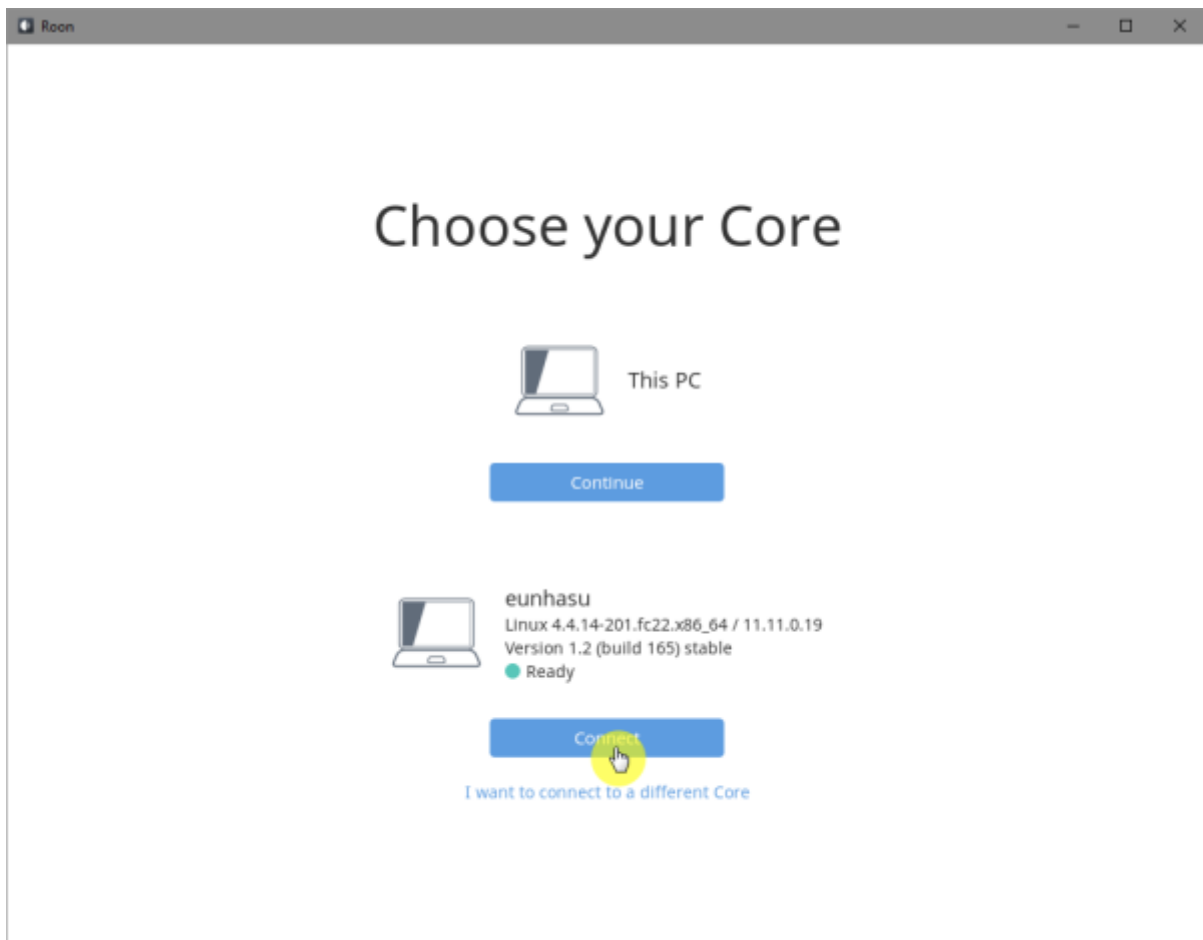 Roon
Choose your Core
This PC
Continue
eunhasu
Linux 4.4.14-201.fc22.x86_64 / 11.11.0.19
Version 1.2 (build 165) stable
Ready
Connect
I want to connect to a different Core